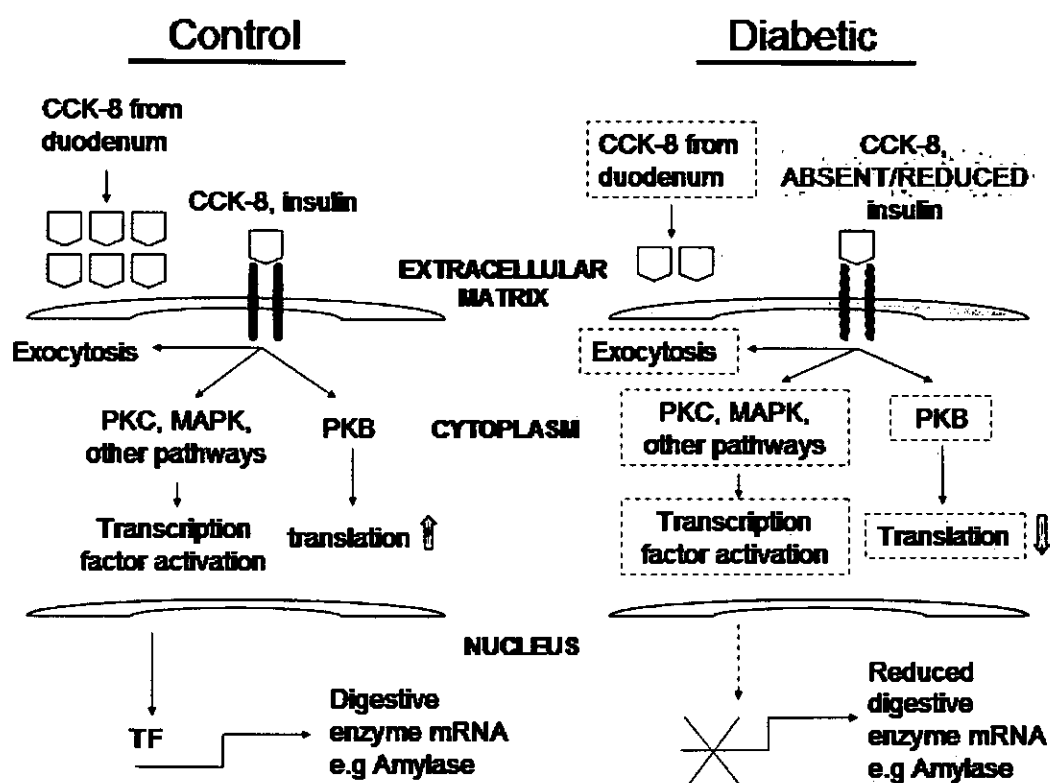 Control
CCK-8 from
duodenum
CCK-8, insulin
Exocytosis
PKC, MAPK,
other pathways
PKB
Transcription
factor activation
translation
TF
Digestive
enzyme mRNA
e.g Amylase
EXTRACELLULAR
MATRIX
CYTOPLASM
NUCLEUS
Diabetic
CCK-8 from
duodenum
CCK-8,
ABSENT/REDUCED
insulin
Exocytosis
PKC, MAPK,
other pathways
PKB
Transcription
factor activation
Translation
Reduced
digestive
enzyme mRNA
e.g Amylase